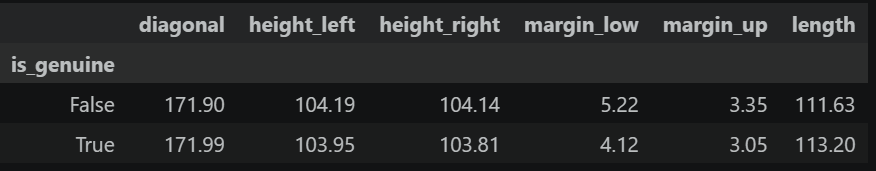 diagonal height_left height_right margin_low margin_up length
is_genuine
False 171.90 104.19 104.14 5.22 3.35 111.63
True 171.99 103.95 103.81 4.12 3.05 113.20